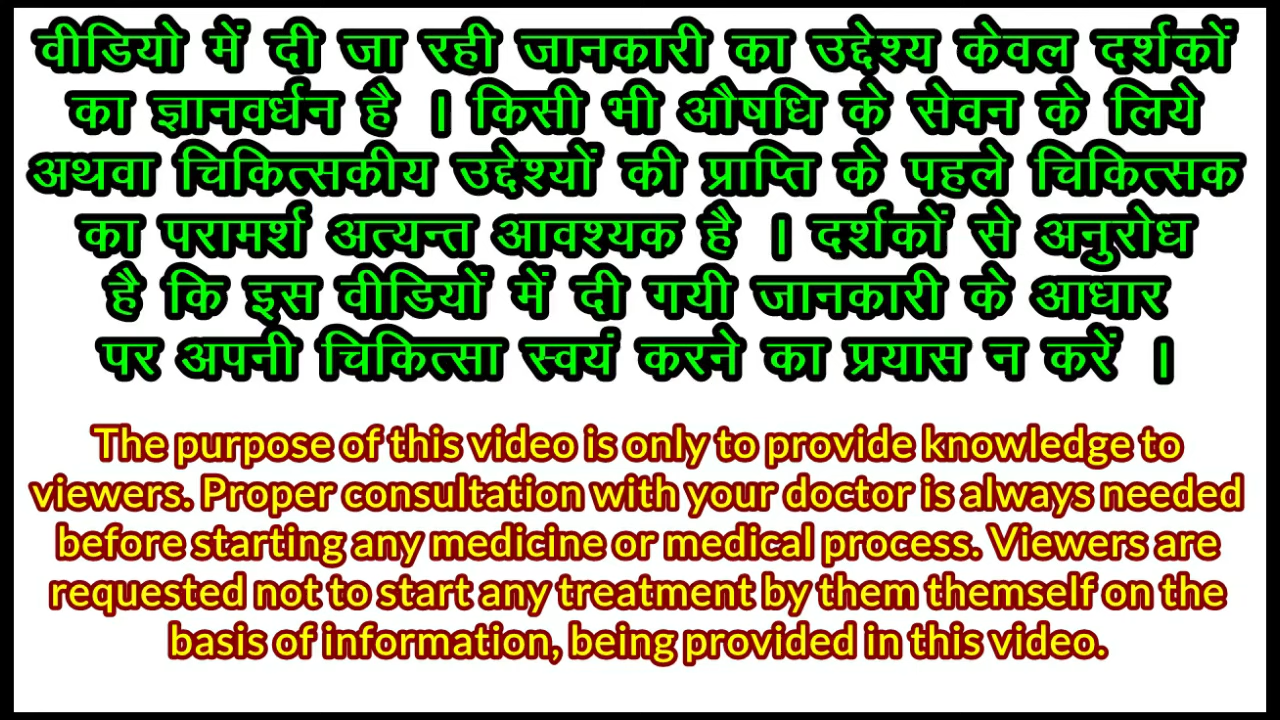 वीडियो में दी जा रही जानकारी का उद्देश्य केवल दर्शकों
का ज्ञानवर्धन है । किसी भी औषधि के सेवन के लिये
अथवा चिकित्सकीय उद्देश्यों की प्राप्ति के पहले चिकित्सक
का परामर्श अत्यन्त आवश्यक है । दर्शकों से अनुरोध
है कि इस वीडियों में दी गयी जानकारी के आधार
पर अपनी चिकित्सा स्वयं करने का प्रयास न करें ।
The purpose of this video is only to provide knowledge to
viewers. Proper consultation with your doctor is always needed
before starting any medicine or medical process. Viewers are
requested not to start any treatment by them themself on the
basis of information, being provided in this video.